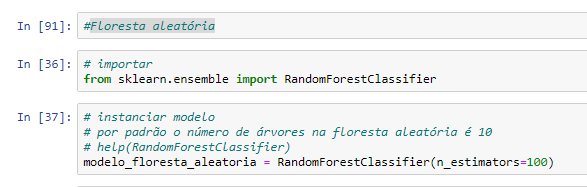 In [91]: #Floresta aleatória
In [36]: # importar
from sklearn.ensemble import RandomForestClassifier
In [37]: # instanciar modelo
# por padrão o número de árvores na floresta aleatória é 10
# help(RandomForestClassifier)
modelo_floresta_aleatoria = RandomForestClassifier(n_estimators=100)